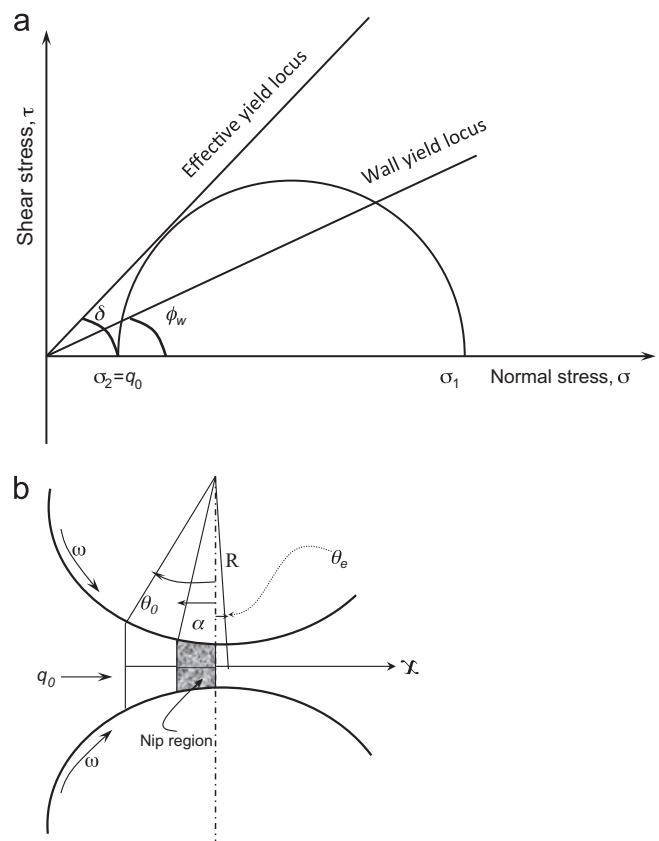 a
Shear stress, τ
Effective yield locus
Wall yield locus
δ
ϕw
σ2=q0
σ1
Normal stress, σ
b
ω
R
θe
θ0
α
q0
x
Nip region
ω